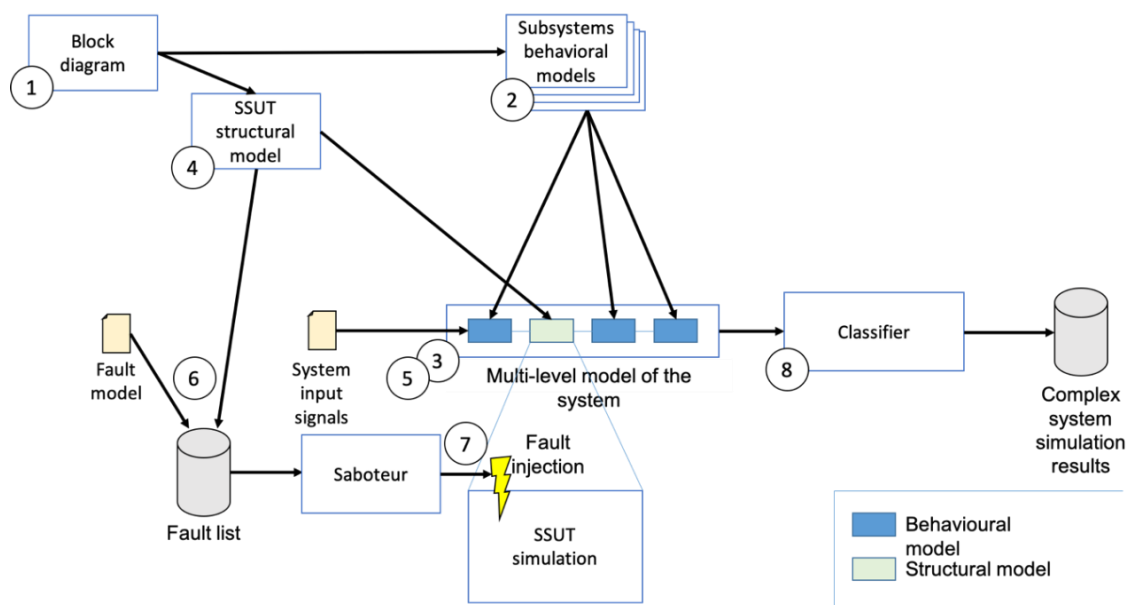 Block
diagram
1
Subsystems
behavioral
models
2
SSUT
structural
model
4
Fault
model
6
System
input
signals
5
3
Multi-level model of the
system
Classifier
8
Complex
system
simulation
results
Fault list
Saboteur
7
Fault
injection
SSUT
simulation
Behavioural
model
Structural model